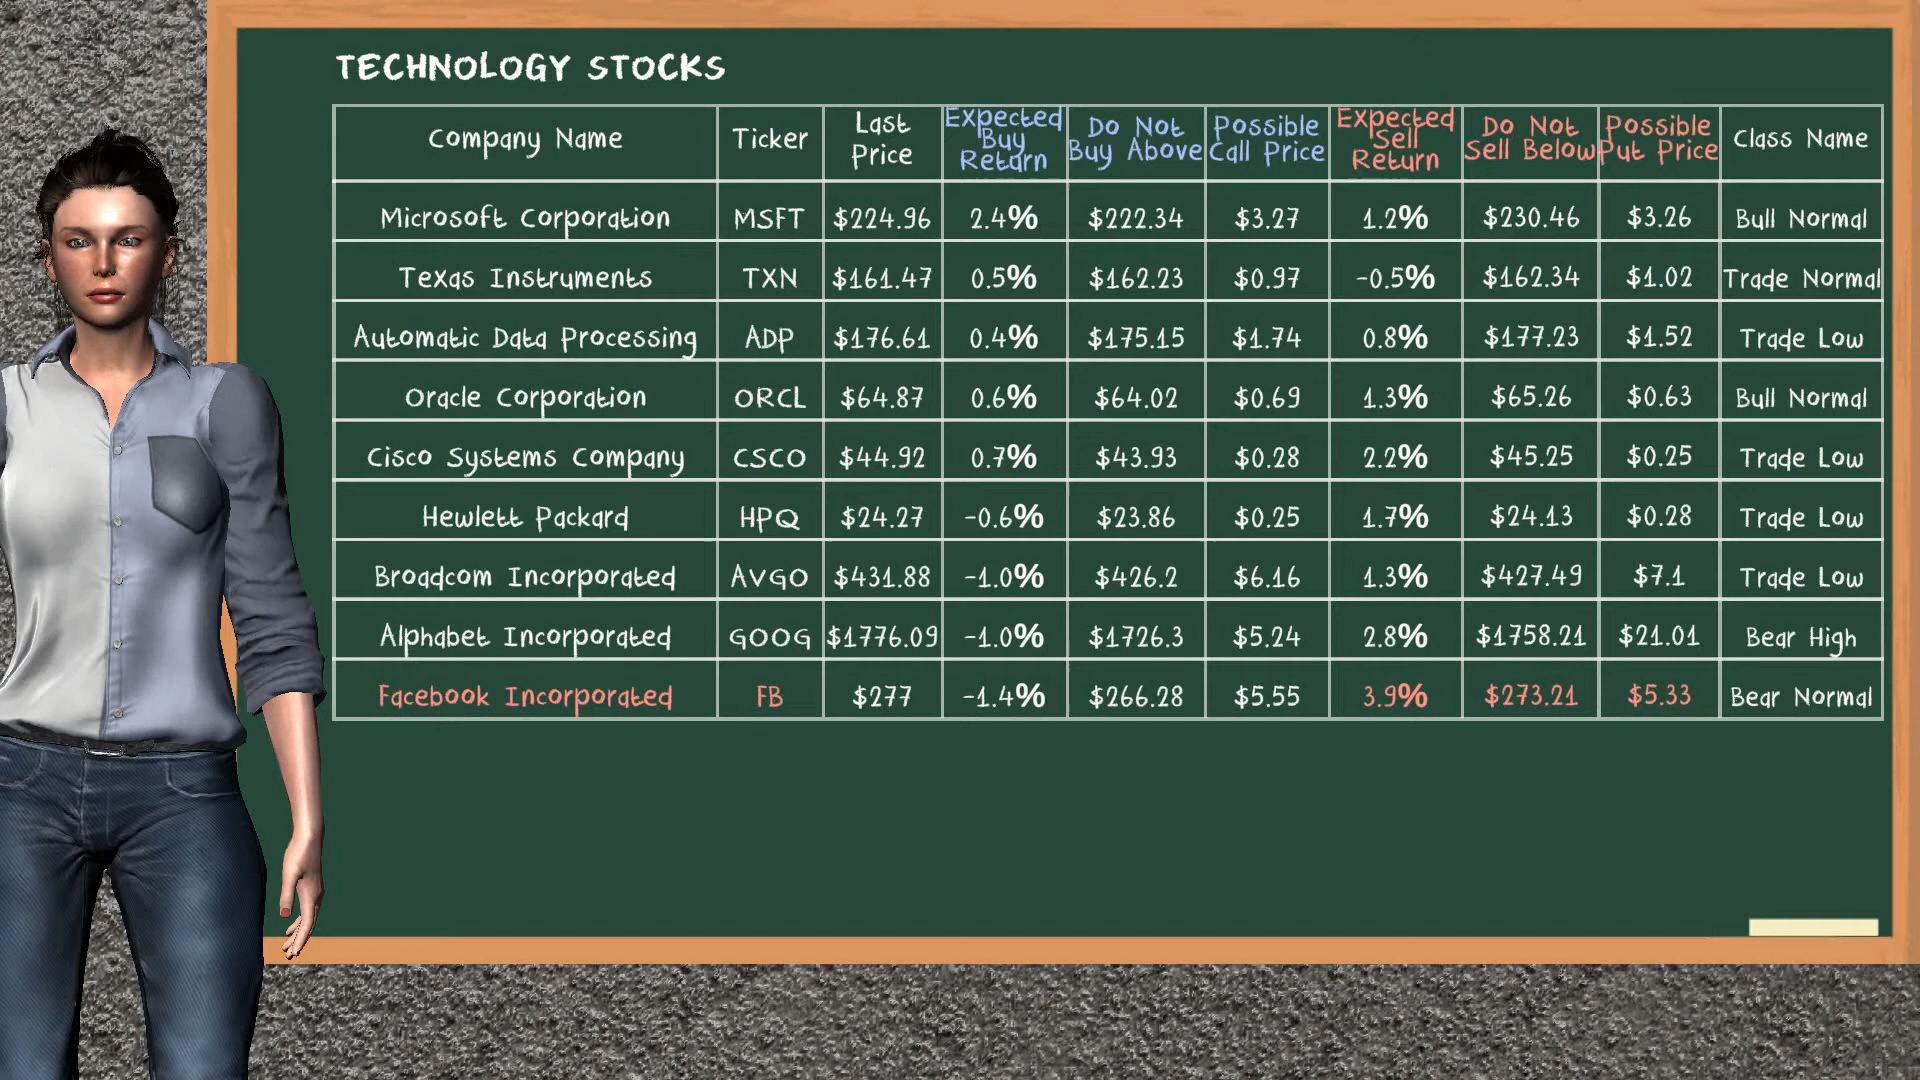 TECHNOLOGY STOCKS
Company Name Ticker Last Price Expected Buy Return Do Not Buy Above Possible Call Price Expected Sell Return Do Not Sell Below Possible Put Price Class Name
Microsoft Corporation MSFT $224.96 2.4% $222.34 $3.27 1.2% $230.46 $3.26 Bull Normal
Texas Instruments TXN $161.47 0.5% $162.23 $0.97 -0.5% $162.34 $1.02 Trade Normal
Automatic Data Processing ADP $176.61 0.4% $175.15 $1.74 0.8% $177.23 $1.52 Trade Low
Oracle Corporation ORCL $64.87 0.6% $64.02 $0.69 1.3% $65.26 $0.63 Bull Normal
Cisco Systems Company CSCO $44.92 0.7% $43.93 $0.28 2.2% $45.25 $0.25 Trade Low
Hewlett Packard HPQ $24.27 -0.6% $23.86 $0.25 1.7% $24.13 $0.28 Trade Low
Broadcom Incorporated AVGO $431.88 -1.0% $426.2 $6.16 1.3% $427.49 $7.1 Trade Low
Alphabet Incorporated GOOG $1776.09 -1.0% $1726.3 $5.24 2.8% $1758.21 $21.01 Bear High
Facebook Incorporated FB $277 -1.4% $266.28 $5.55 3.9% $273.21 $5.33 Bear Normal